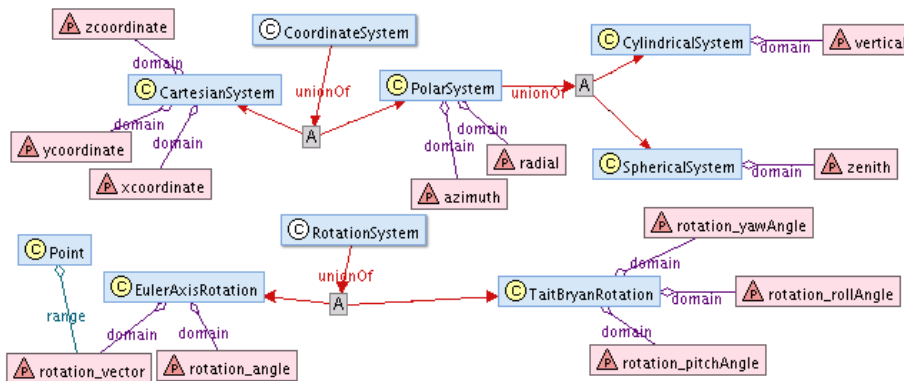 zcoordinate
C CoordinateSystem
C CylindricalSystem
domain
P vertical
domain
unionOf
C CartesianSystem
C PolarSystem
unionOf
A
domain
domain
A
domain
domain
P ycoordinate
P radial
C SphericalSystem
domain
P zenith
P xcoordinate
P azimuth
C RotationSystem
P rotation_yawAngle
C Point
unionOf
domain
C EulerAxisRotation
A
C TaitBryanRotation
domain
P rotation_rollAngle
range
domain
domain
domain
P rotation_vector
P rotation_angle
P rotation_pitchAngle